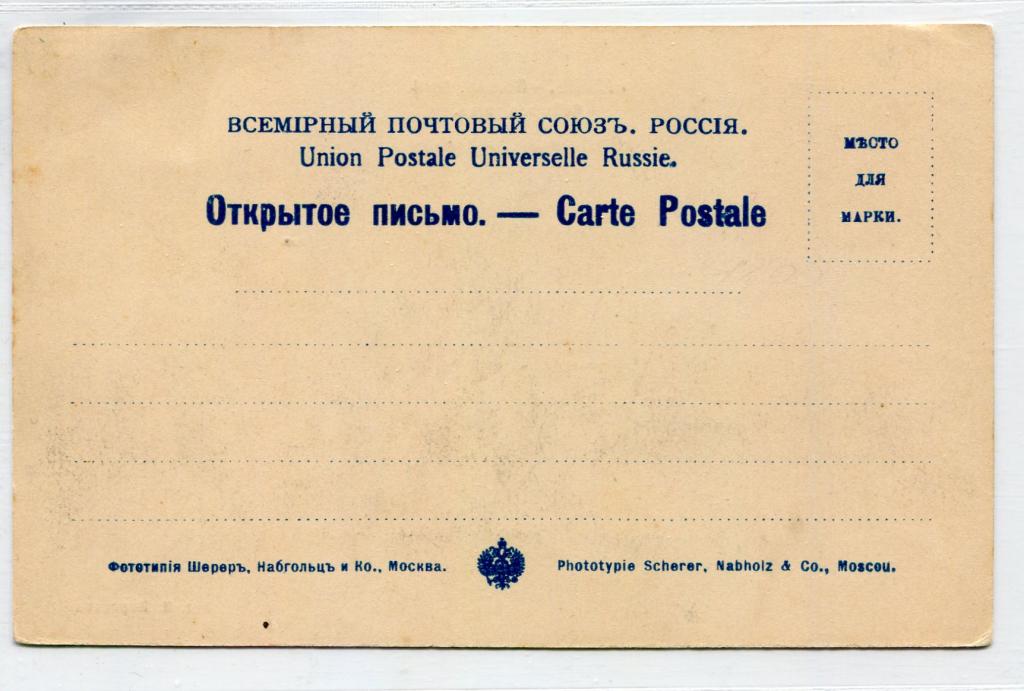 ВСЕМІРНЫЙ ПОЧТОВЫЙ СОЮЗЪ. РОССІЯ.
Union Postale Universelle Russie.
Открытое письмо. — Carte Postale
МѢСТО
ДЛЯ
МАРКИ.
Фототипія Шереръ, Набгольцъ и Ко., Москва.
Phototypie Scherer, Nabholz & Co., Moscou.